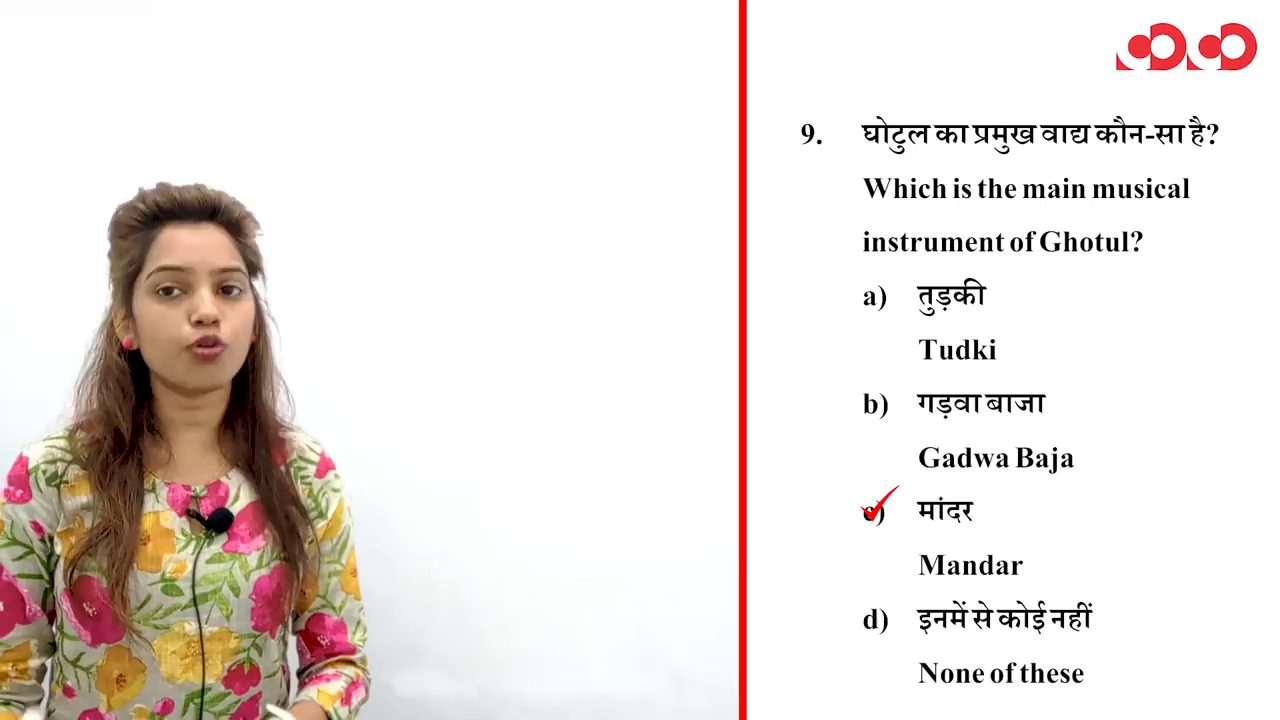 9. घोटुल का प्रमुख वाद्य कौन-सा है?
Which is the main musical
instrument of Ghotul?
a) तुड़की
Tudki
b) गड़वा बाजा
Gadwa Baja
c) मांदर
Mandar
d) इनमें से कोई नहीं
None of these